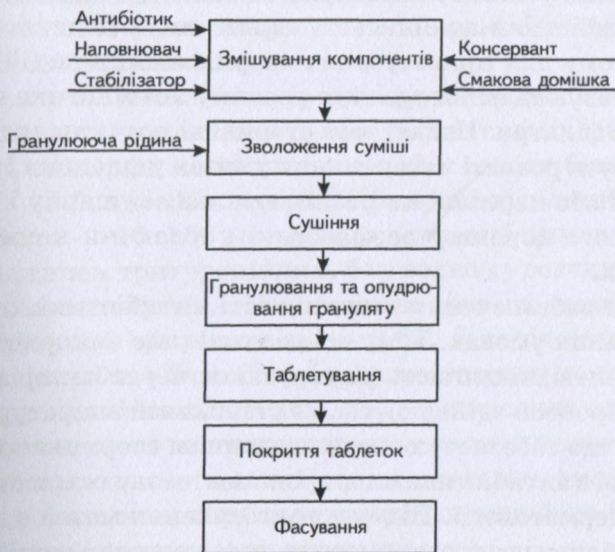 Антибіотик
Наповнювач
Стабілізатор
Змішування компонентів
Консервант
Смакова домішка
Гранулююча рідина
Зволоження суміші
Сушіння
Гранулювання та опудрю-
вання грануляту
Таблетування
Покриття таблеток
Фасування